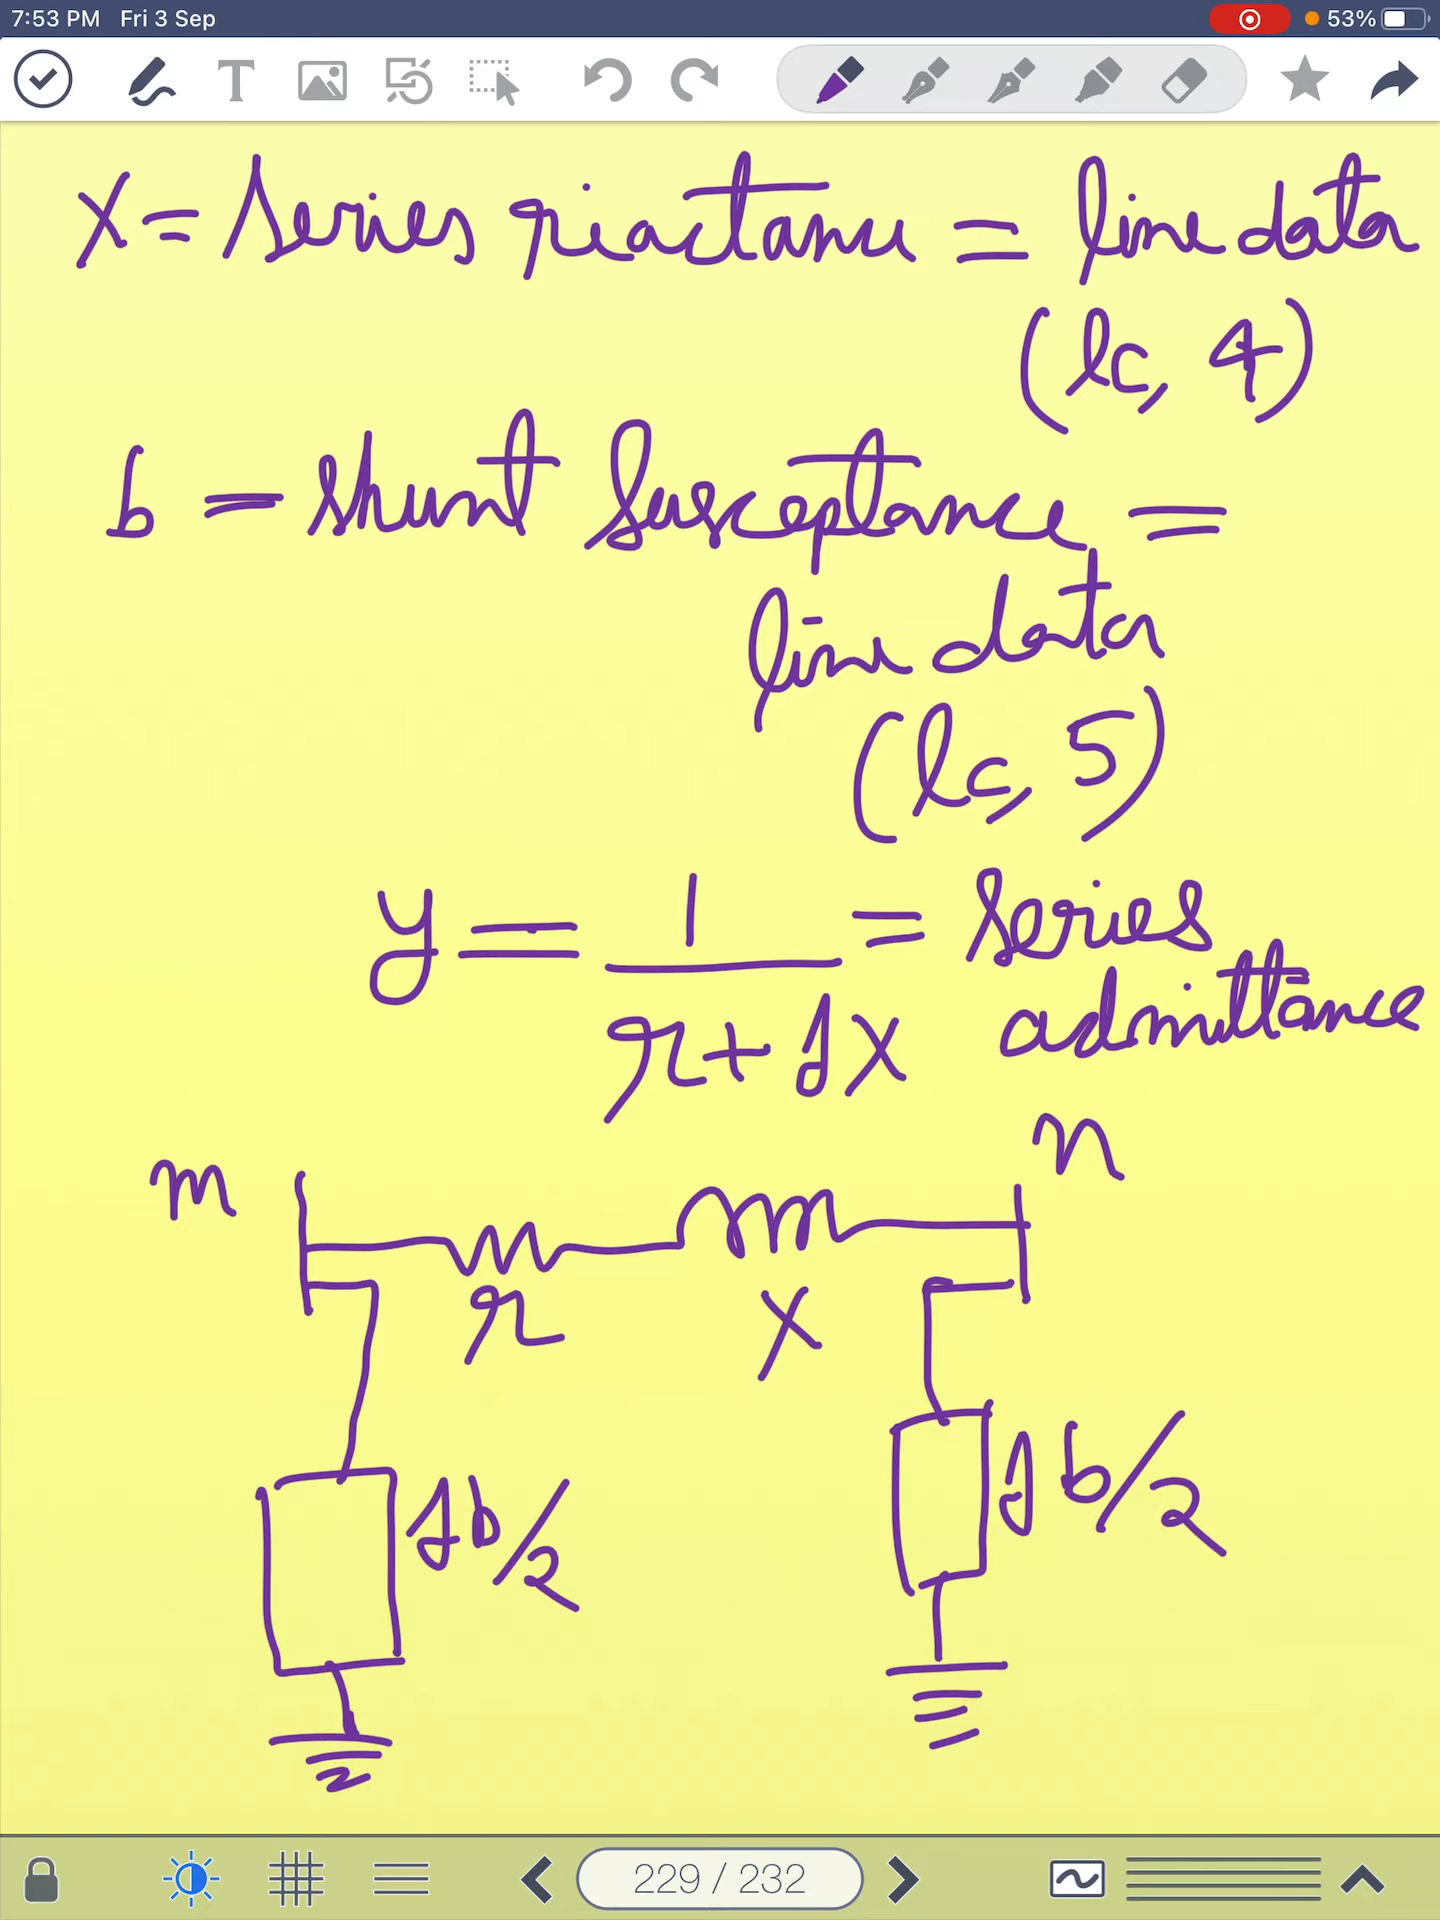 7:53 PM Fri 3 Sep 53%
T
X = Series reactance = line data
(lc, 4)
b = shunt Susceptance =
line data
(lc, 5)
y = 1 / r + jX = series
admittance
m n
r X
jb/2 jb/2
229 / 232